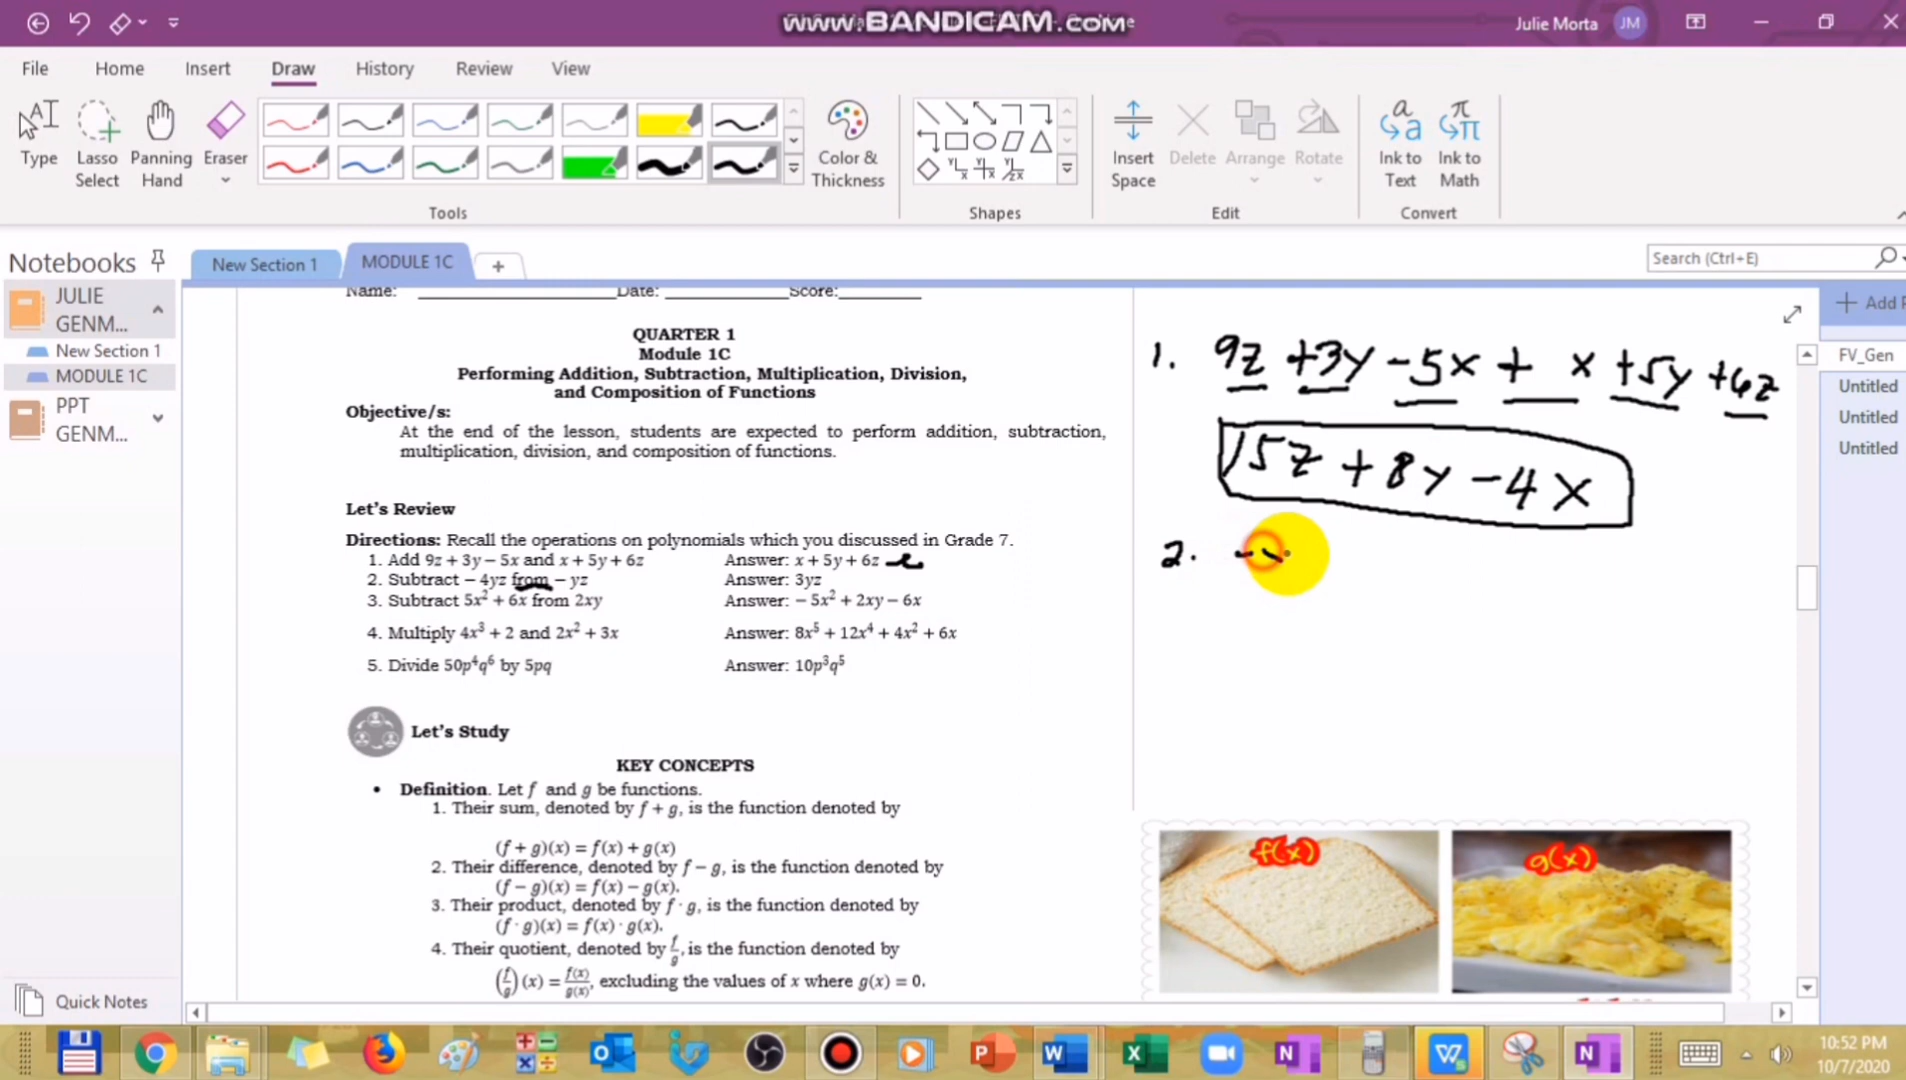 www.BANDICAM.com
Julie Morta JM
File Home Insert Draw History Review View
Type
Lasso Select
Panning Hand
Eraser
Color & Thickness
Insert Space
Delete
Arrange
Rotate
Ink to Text
Ink to Math
Tools
Shapes
Edit
Convert
Notebooks
New Section 1
MODULE 1C
+
Search (Ctrl+E)
JULIE GENM...
New Section 1
MODULE 1C
PPT GENM...
Quick Notes
Name: ____________________Date: _____________Score:________
QUARTER 1
Module 1C
Performing Addition, Subtraction, Multiplication, Division,
and Composition of Functions
Objective/s:
At the end of the lesson, students are expected to perform addition, subtraction,
multiplication, division, and composition of functions.
Let's Review
Directions: Recall the operations on polynomials which you discussed in Grade 7.
1. Add 9z + 3y − 5x and x + 5y + 6z Answer: x + 5y + 6z
2. Subtract − 4yz from − yz Answer: 3yz
3. Subtract 5x² + 6x from 2xy Answer: − 5x² + 2xy − 6x
4. Multiply 4x³ + 2 and 2x² + 3x Answer: 8x⁵ + 12x⁴ + 4x² + 6x
5. Divide 50p⁴q⁶ by 5pq Answer: 10p³q⁵
Let's Study
KEY CONCEPTS
• Definition. Let f and g be functions.
1. Their sum, denoted by f + g, is the function denoted by
(f + g)(x) = f(x) + g(x)
2. Their difference, denoted by f − g, is the function denoted by
(f − g)(x) = f(x) − g(x).
3. Their product, denoted by f · g, is the function denoted by
(f · g)(x) = f(x) · g(x).
4. Their quotient, denoted by f/g, is the function denoted by
(f/g)(x) = f(x)/g(x), excluding the values of x where g(x) = 0.
1. 9z + 3y - 5x + x + 5y + 6z
15z + 8y - 4x
2. -
f(x)
g(x)
Add
FV_Gen
Untitled
Untitled
Untitled
10:52 PM
10/7/2020